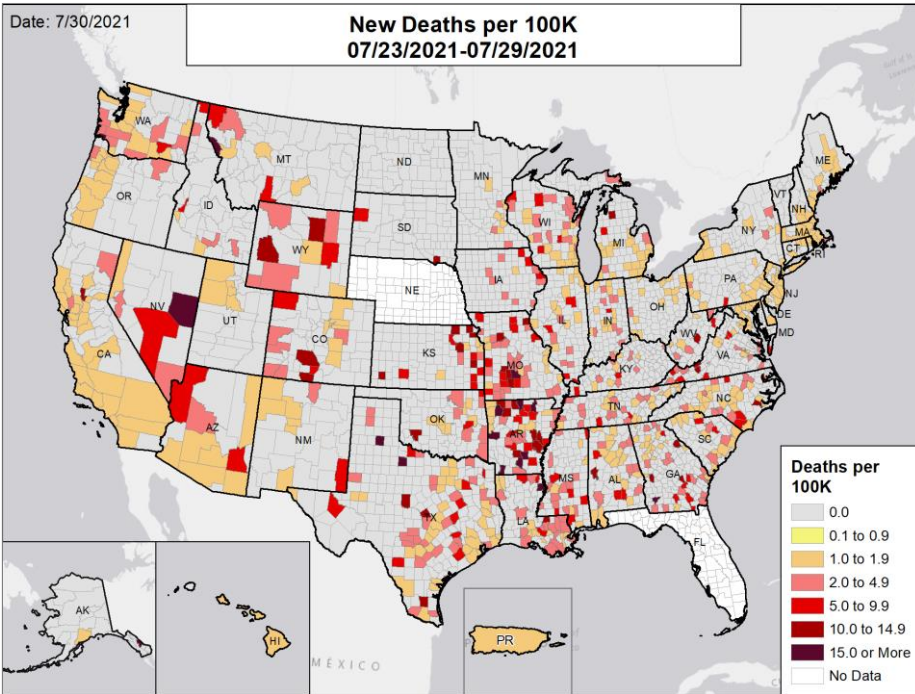 Date: 7/30/2021
New Deaths per 100K
07/23/2021-07/29/2021
WA
MT
ND
MN
ME
OR
ID
SD
WI
MI
VT
NH
NY
MA
CT
RI
WY
NE
IA
PA
NJ
NV
UT
CO
IL
IN
OH
DE
MD
CA
KS
MO
WV
VA
KY
AZ
NM
OK
AR
TN
NC
SC
TX
LA
MS
AL
GA
FL
AK
HI
PR
MÉXICO
Deaths per
100K
0.0
0.1 to 0.9
1.0 to 1.9
2.0 to 4.9
5.0 to 9.9
10.0 to 14.9
15.0 or More
No Data